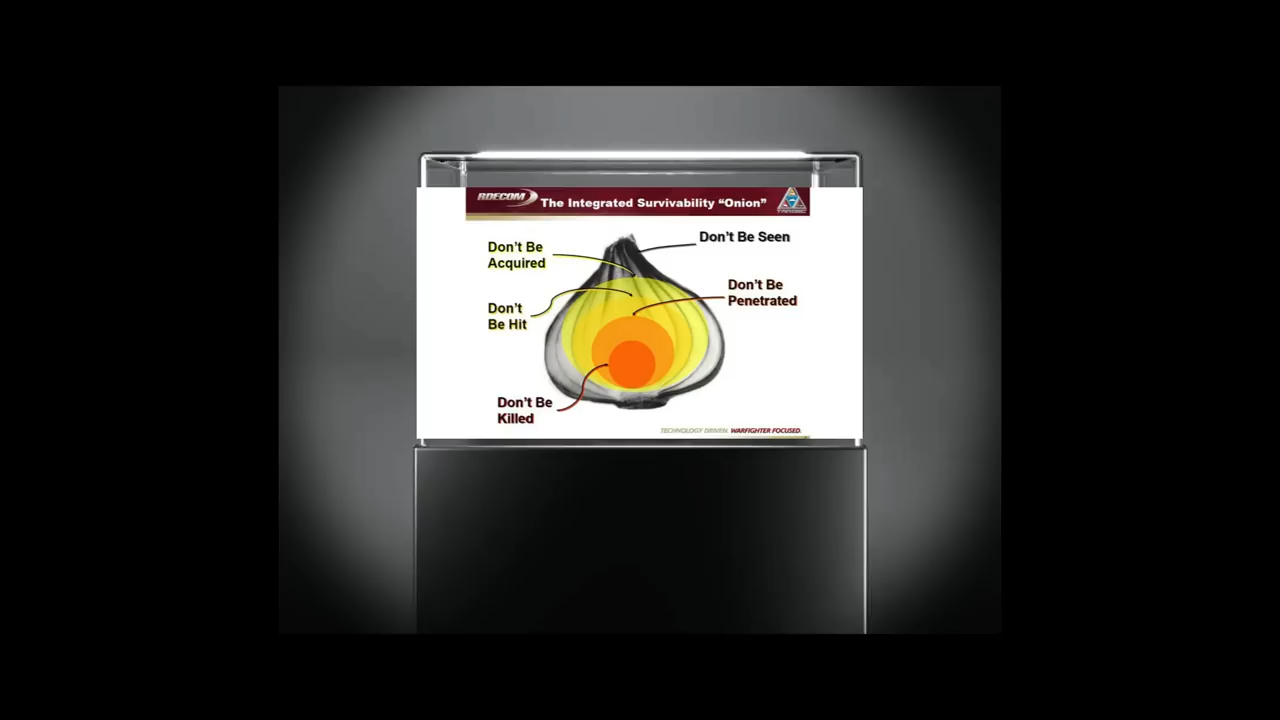 RDECOM
The Integrated Survivability “Onion”
TARDEC
Don’t Be Seen
Don’t Be
Acquired
Don’t Be
Penetrated
Don’t
Be Hit
Don’t Be
Killed
TECHNOLOGY DRIVEN. WARFIGHTER FOCUSED.